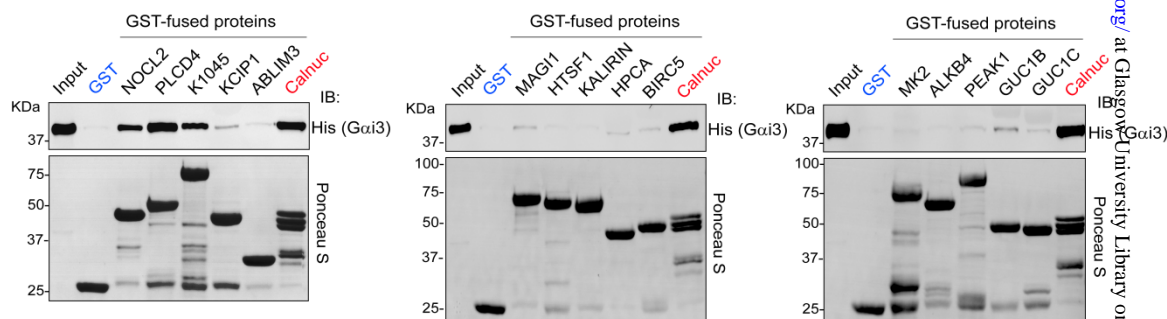 GST-fused proteins
Input
GST
NOCL2
PLCD4
K1045
KCIP1
ABLIM3
Calnuc
KDa
IB:
37-
His (Gαi3)
75-
50-
37-
25-
Ponceau S
GST-fused proteins
Input
GST
MAGI1
HTSF1
KALIRIN
HPCA
BIRC5
Calnuc
KDa
IB:
37-
His (Gαi3)
100-
75-
50-
37-
25-
Ponceau S
GST-fused proteins
Input
GST
MK2
ALKB4
PEAK1
GUC1B
GUC1C
Calnuc
KDa
IB:
37-
His (Gαi3)
100-
75-
50-
37-
25-
Ponceau S
org/ at Glasgow University Library on